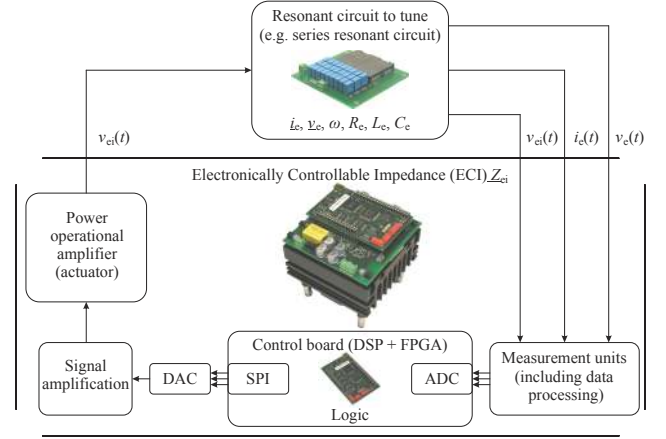 Resonant circuit to tune
(e.g. series resonant circuit)
i_e, v_e, ω, R_e, L_e, C_e
v_ei(t)
v_ei(t)
i_e(t)
v_e(t)
Electronically Controllable Impedance (ECI) Z_ei
Power
operational
amplifier
(actuator)
Control board (DSP + FPGA)
Signal
amplification
DAC
SPI
ADC
Logic
Measurement units
(including data
processing)